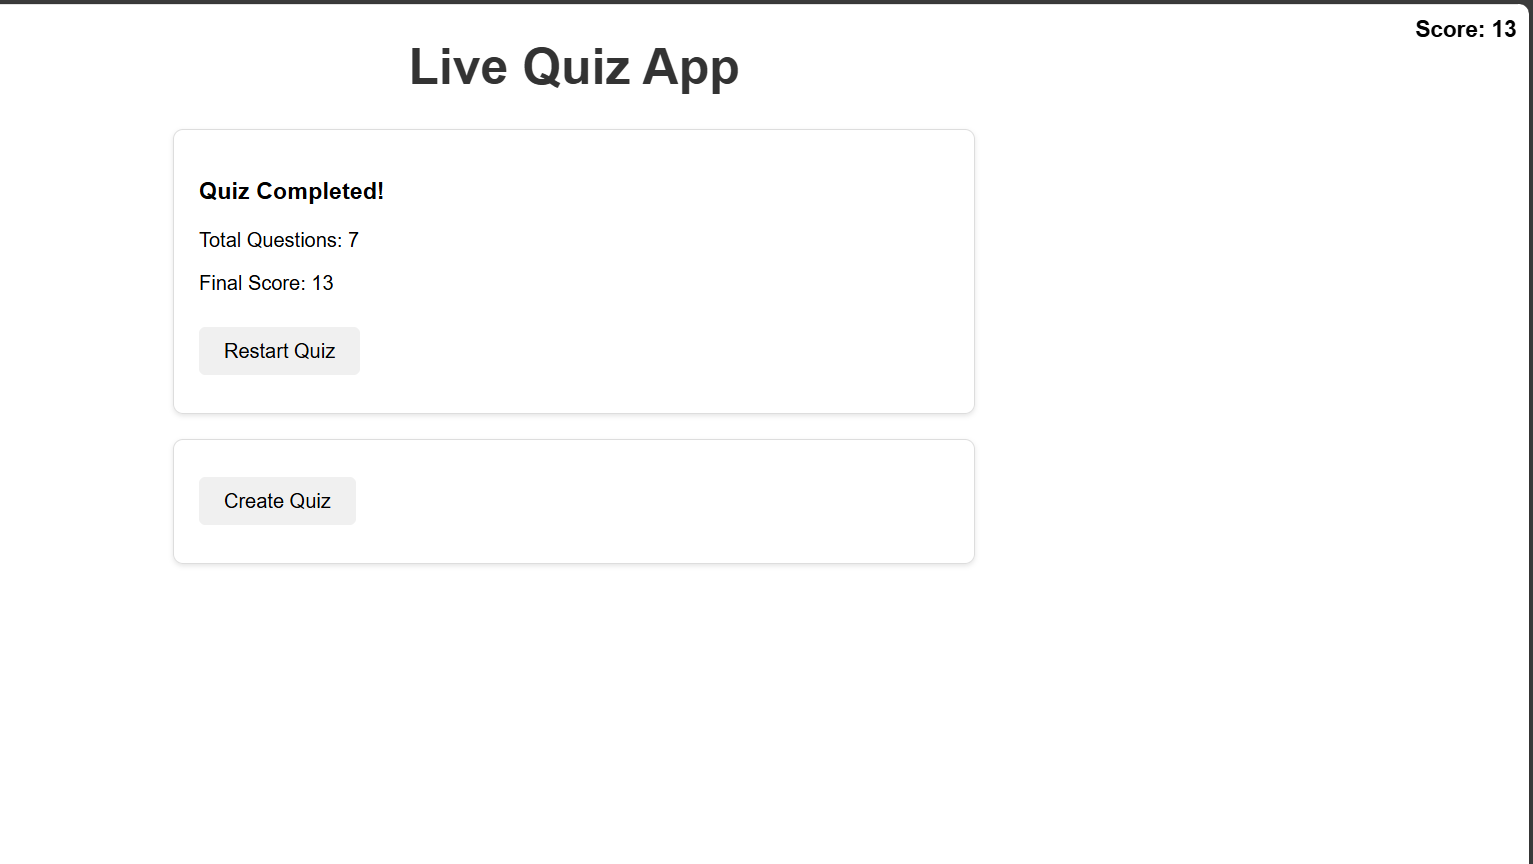 Score: 13
Live Quiz App
Quiz Completed!
Total Questions: 7
Final Score: 13
Restart Quiz
Create Quiz